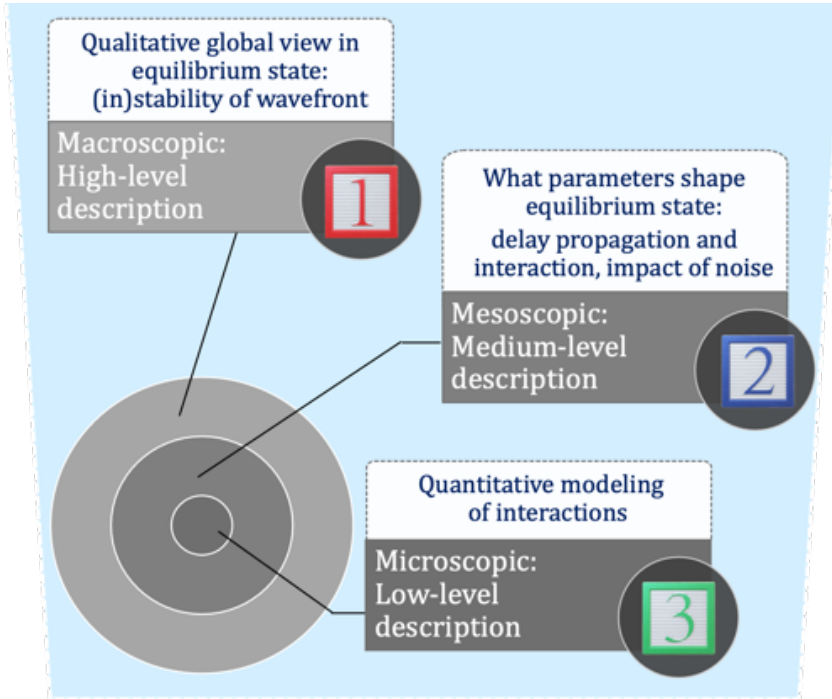 Qualitative global view in
equilibrium state:
(in)stability of wavefront
Macroscopic:
High-level
description
1
What parameters shape
equilibrium state:
delay propagation and
interaction, impact of noise
Mesoscopic:
Medium-level
description
2
Quantitative modeling
of interactions
Microscopic:
Low-level
description
3